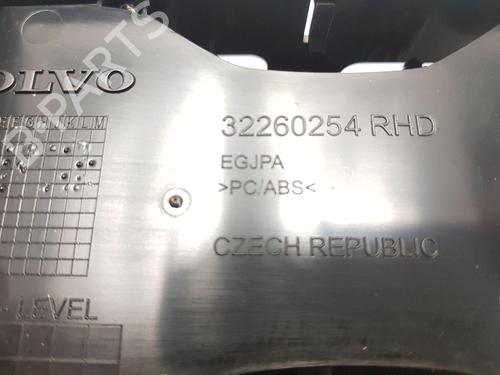 VOLVO
32260254 RHD
EGJPA
>PC/ABS<
CZECH REPUBLIC
LEVEL